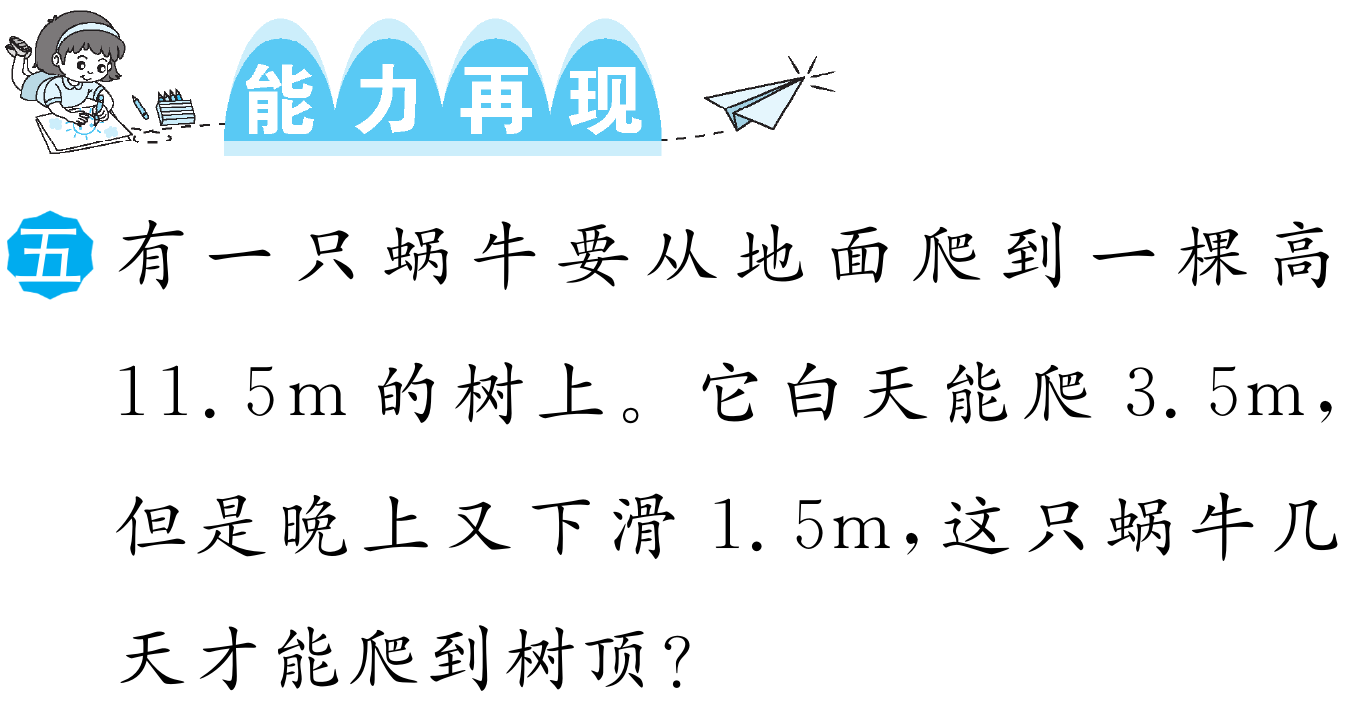 能力再现
五 有一只蜗牛要从地面爬到一棵高
11.5m的树上。它白天能爬3.5m,
但是晚上又下滑1.5m,这只蜗牛几
天才能爬到树顶?